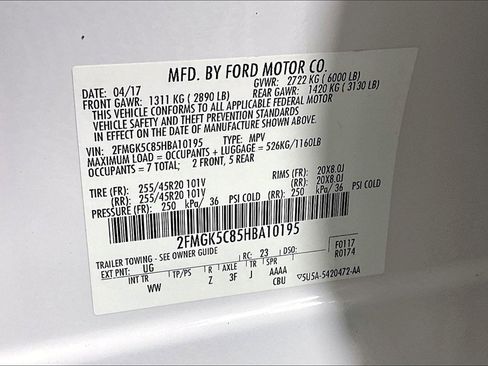 MFD. BY FORD MOTOR CO.
DATE: 04/17 GVWR: 2722 KG ( 6000 LB)
FRONT GAWR: 1311 KG ( 2890 LB) REAR GAWR: 1420 KG ( 3130 LB)
THIS VEHICLE CONFORMS TO ALL APPLICABLE FEDERAL MOTOR
VEHICLE SAFETY AND THEFT PREVENTION STANDARDS
IN EFFECT ON THE DATE OF MANUFACTURE SHOWN ABOVE.
VIN: 2FMGK5C85HBA10195 TYPE: MPV
MAXIMUM LOAD = OCCUPANTS + LUGGAGE = 526KG/1160LB
OCCUPANTS = 7 TOTAL; 2 FRONT, 5 REAR
TIRE (FR): 255/45R20 101V RIMS (FR): 20X8.0J
(RR): 255/45R20 101V (RR): 20X8.0J
PRESSURE (FR): 250 kPa/ 36 PSI COLD (RR): 250 kPa/ 36 PSI COLD
2FMGK5C85HBA10195
TRAILER TOWING - SEE OWNER GUIDE
EXT PNT: UG RC: 23 DSO: F0117
R0174
INT TR TP/PS R AXLE TR SPR
WW Z 3F J AAAA
CBU 5U5A-5420472-AA